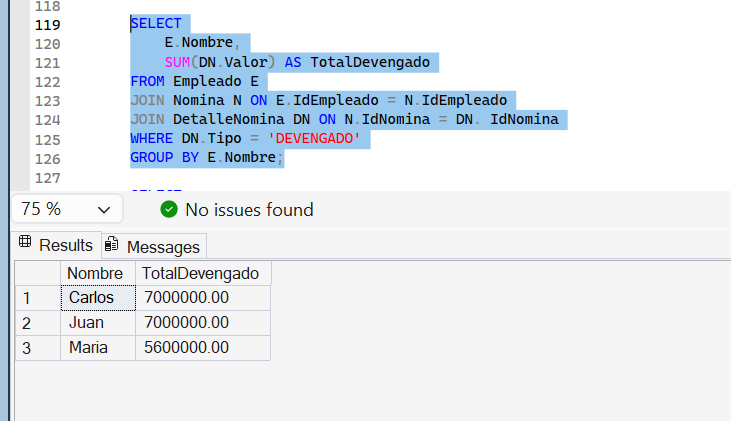 118
119 SELECT
120 E.Nombre,
121 SUM(DN.Valor) AS TotalDevengado
122 FROM Empleado E
123 JOIN Nomina N ON E.IdEmpleado = N.IdEmpleado
124 JOIN DetalleNomina DN ON N.IdNomina = DN. IdNomina
125 WHERE DN.Tipo = 'DEVENGADO'
126 GROUP BY E.Nombre;
127
75 % No issues found
Results Messages
Nombre TotalDevengado
1 Carlos 7000000.00
2 Juan 7000000.00
3 Maria 5600000.00